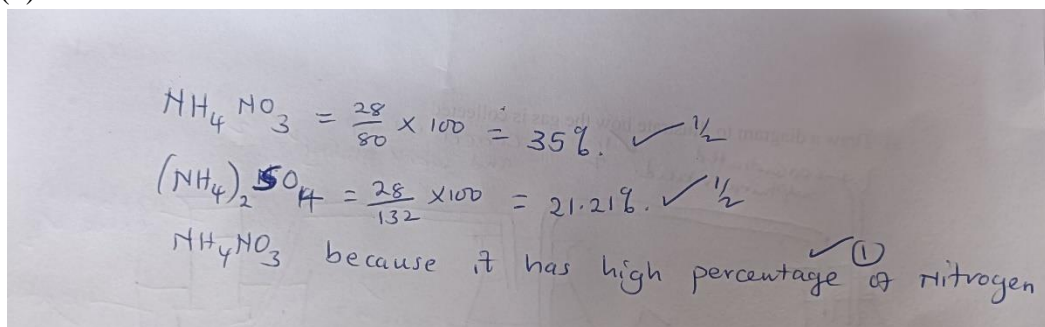 NH₄ NO₃ = 28/80 × 100 = 35%. ✓ ½
(NH₄)₂ SO₄ = 28/132 × 100 = 21.21%. ✓ ½
NH₄NO₃ because it has high percentage of Nitrogen ✓ ①